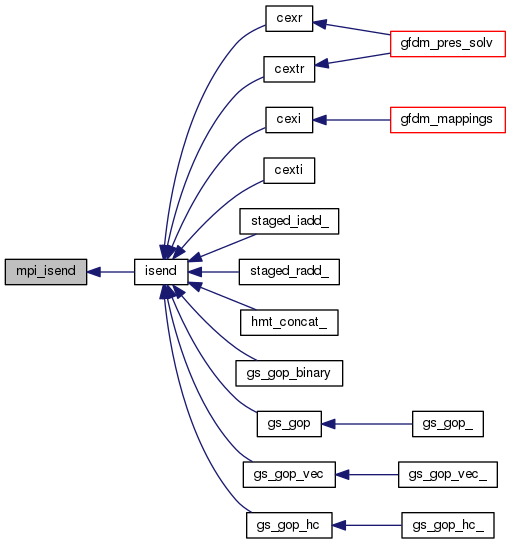 cexr
gfdm_pres_solv
cextr
cexi
gfdm_mappings
cexti
staged_iadd_
mpi_isend
isend
staged_radd_
hmt_concat_
gs_gop_binary
gs_gop
gs_gop_
gs_gop_vec
gs_gop_vec_
gs_gop_hc
gs_gop_hc_